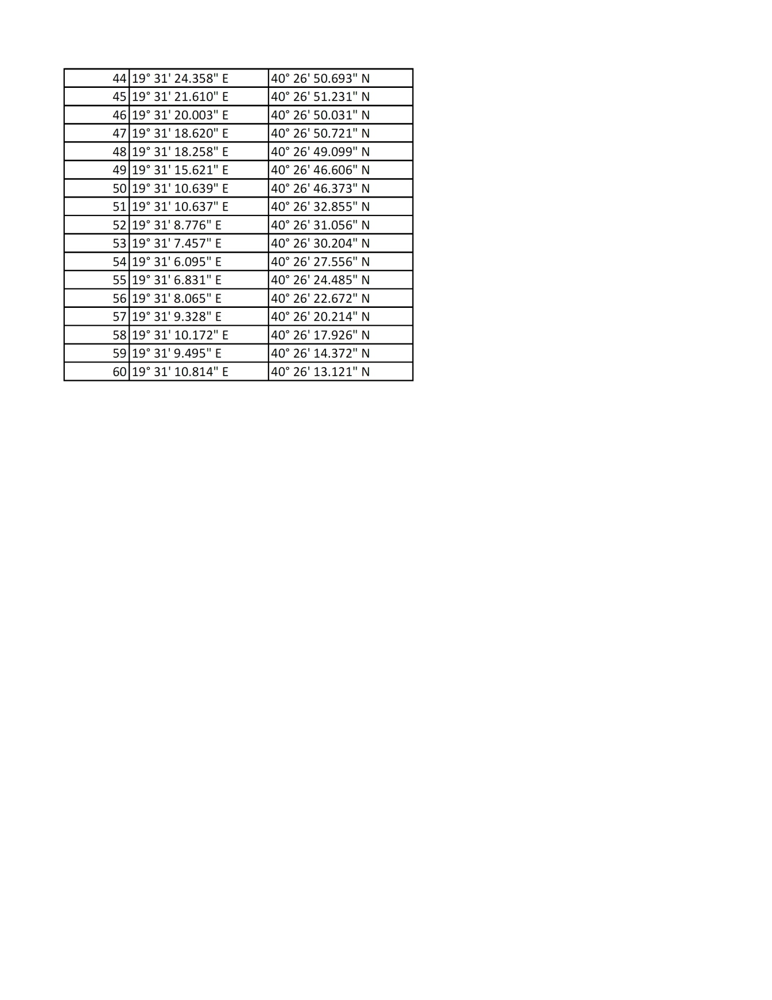 44 19° 31' 24.358" E 40° 26' 50.693" N
45 19° 31' 21.610" E 40° 26' 51.231" N
46 19° 31' 20.003" E 40° 26' 50.031" N
47 19° 31' 18.620" E 40° 26' 50.721" N
48 19° 31' 18.258" E 40° 26' 49.099" N
49 19° 31' 15.621" E 40° 26' 46.606" N
50 19° 31' 10.639" E 40° 26' 46.373" N
51 19° 31' 10.637" E 40° 26' 32.855" N
52 19° 31' 8.776" E 40° 26' 31.056" N
53 19° 31' 7.457" E 40° 26' 30.204" N
54 19° 31' 6.095" E 40° 26' 27.556" N
55 19° 31' 6.831" E 40° 26' 24.485" N
56 19° 31' 8.065" E 40° 26' 22.672" N
57 19° 31' 9.328" E 40° 26' 20.214" N
58 19° 31' 10.172" E 40° 26' 17.926" N
59 19° 31' 9.495" E 40° 26' 14.372" N
60 19° 31' 10.814" E 40° 26' 13.121" N